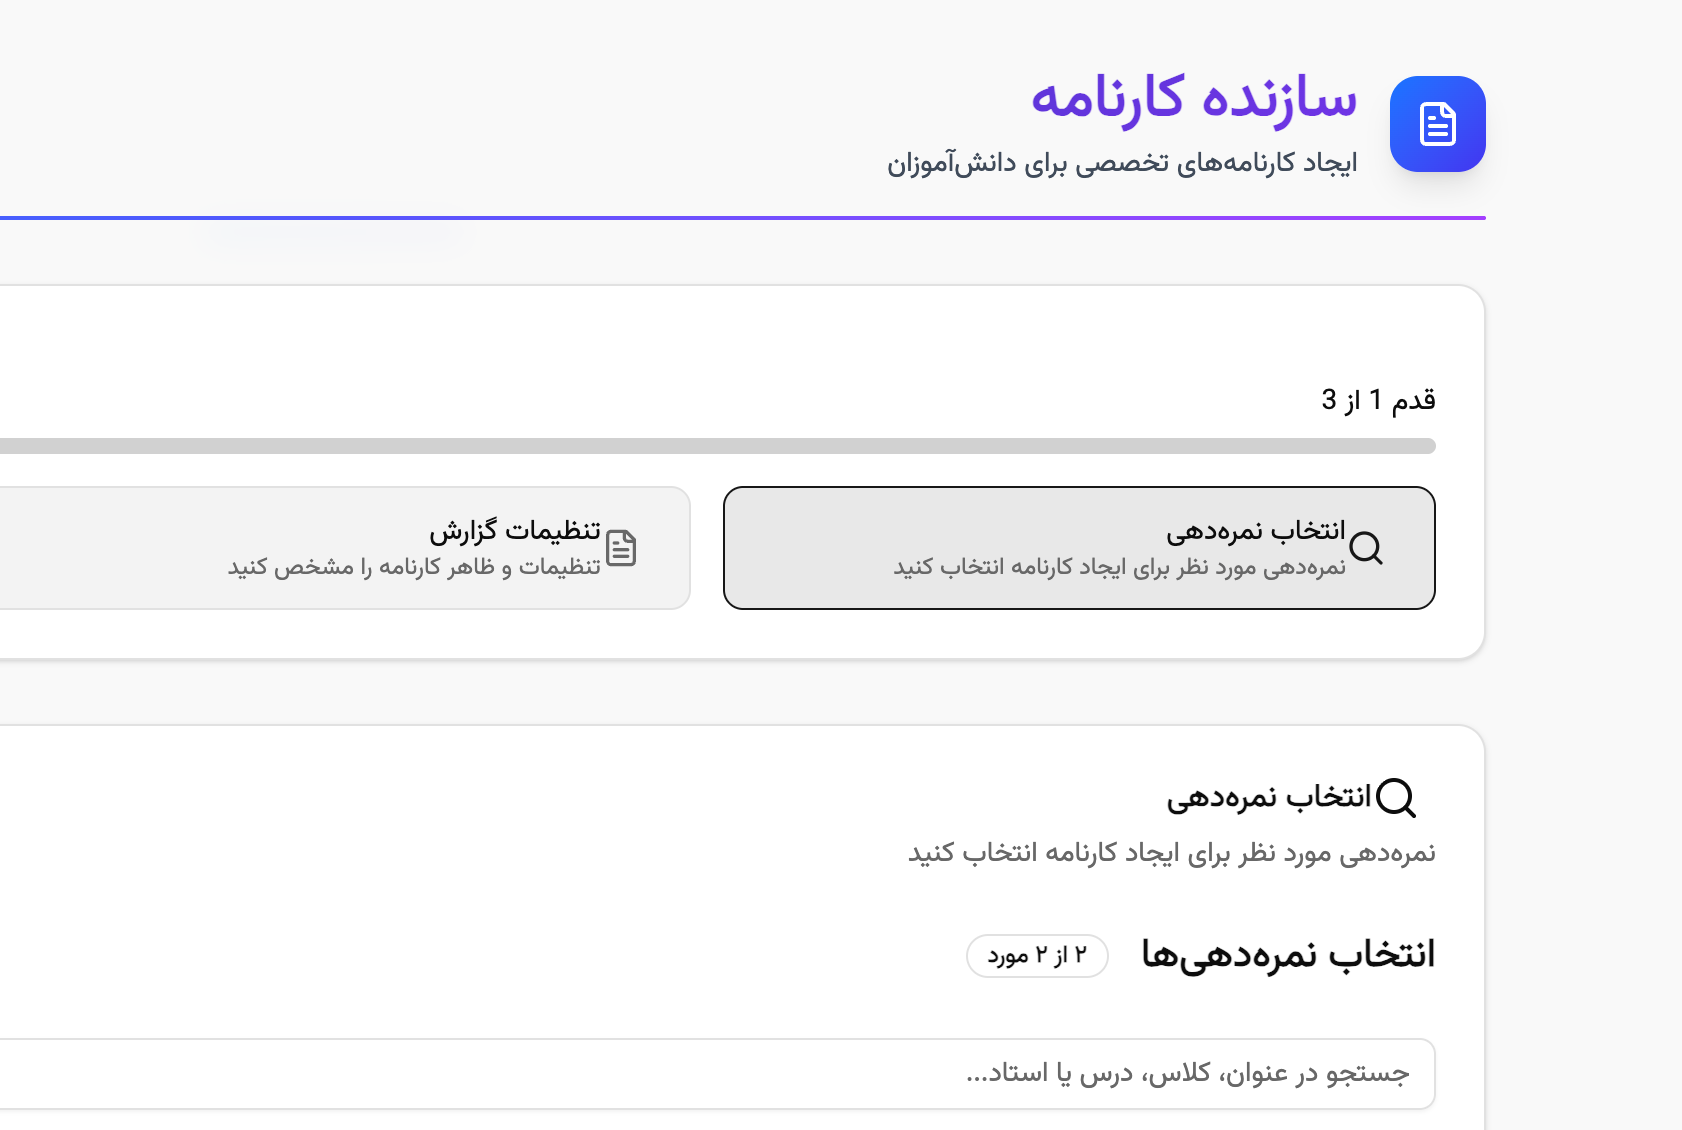 سازنده کارنامه
ایجاد کارنامه‌های تخصصی برای دانش‌آموزان
قدم 1 از 3
انتخاب نمره‌دهی
نمره‌دهی مورد نظر برای ایجاد کارنامه انتخاب کنید
تنظیمات گزارش
تنظیمات و ظاهر کارنامه را مشخص کنید
انتخاب نمره‌دهی
نمره‌دهی مورد نظر برای ایجاد کارنامه انتخاب کنید
انتخاب نمره‌دهی‌ها
۲ از ۲ مورد
جستجو در عنوان، کلاس، درس یا استاد...